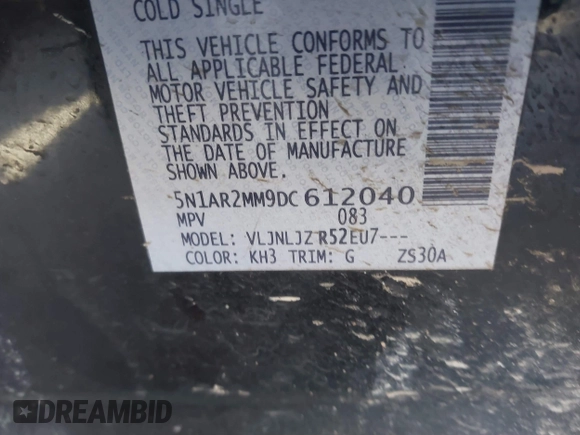 COLD SINGLE
THIS VEHICLE CONFORMS TO
ALL APPLICABLE FEDERAL
MOTOR VEHICLE SAFETY AND
THEFT PREVENTION
STANDARDS IN EFFECT ON
THE DATE OF MANUFACTURE
SHOWN ABOVE.
5N1AR2MM9DC612040
MPV 083
MODEL: VLJNLJZ R52EU7---
COLOR: KH3 TRIM: G ZS30A
DREAMBID